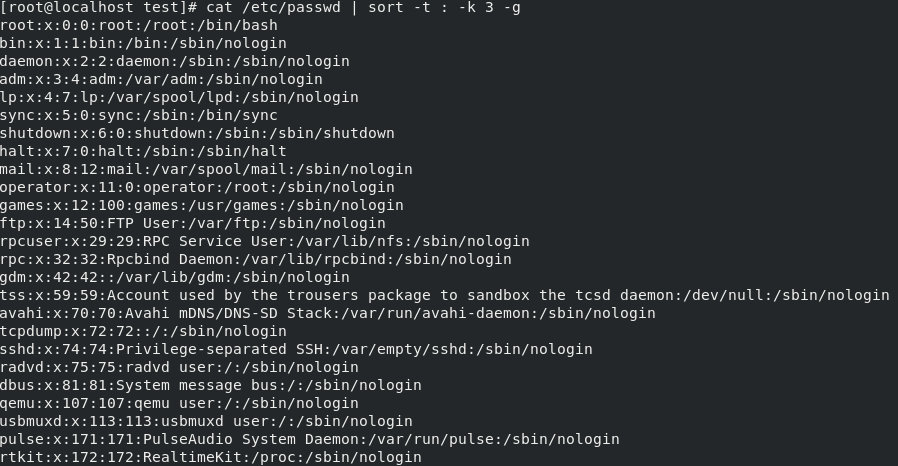 [root@localhost test]# cat /etc/passwd | sort -t : -k 3 -g
root:x:0:0:root:/root:/bin/bash
bin:x:1:1:bin:/bin:/sbin/nologin
daemon:x:2:2:daemon:/sbin:/sbin/nologin
adm:x:3:4:adm:/var/adm:/sbin/nologin
lp:x:4:7:lp:/var/spool/lpd:/sbin/nologin
sync:x:5:0:sync:/sbin:/bin/sync
shutdown:x:6:0:shutdown:/sbin:/sbin/shutdown
halt:x:7:0:halt:/sbin:/sbin/halt
mail:x:8:12:mail:/var/spool/mail:/sbin/nologin
operator:x:11:0:operator:/root:/sbin/nologin
games:x:12:100:games:/usr/games:/sbin/nologin
ftp:x:14:50:FTP User:/var/ftp:/sbin/nologin
rpcuser:x:29:29:RPC Service User:/var/lib/nfs:/sbin/nologin
rpc:x:32:32:Rpcbind Daemon:/var/lib/rpcbind:/sbin/nologin
gdm:x:42:42::/var/lib/gdm:/sbin/nologin
tss:x:59:59:Account used by the trousers package to sandbox the tcsd daemon:/dev/null:/sbin/nologin
avahi:x:70:70:Avahi mDNS/DNS-SD Stack:/var/run/avahi-daemon:/sbin/nologin
tcpdump:x:72:72::/:/sbin/nologin
sshd:x:74:74:Privilege-separated SSH:/var/empty/sshd:/sbin/nologin
radvd:x:75:75:radvd user:/:/sbin/nologin
dbus:x:81:81:System message bus:/:/sbin/nologin
qemu:x:107:107:qemu user:/:/sbin/nologin
usbmuxd:x:113:113:usbmuxd user:/:/sbin/nologin
pulse:x:171:171:PulseAudio System Daemon:/var/run/pulse:/sbin/nologin
rtkit:x:172:172:RealtimeKit:/proc:/sbin/nologin